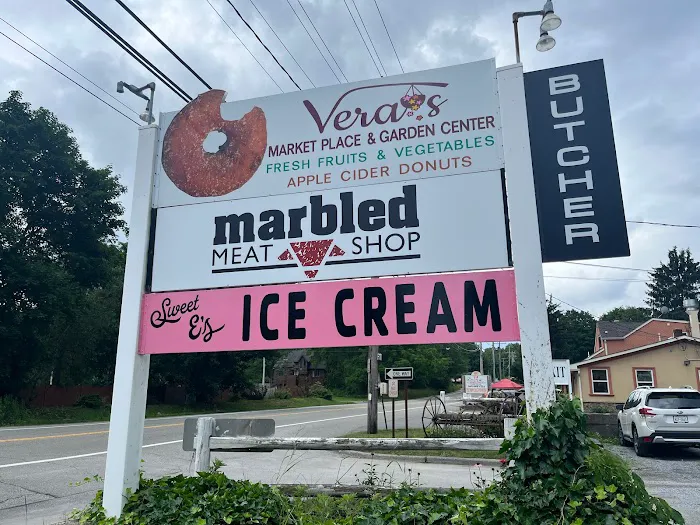 Vera's
MARKET PLACE & GARDEN CENTER
FRESH FRUITS & VEGETABLES
APPLE CIDER DONUTS
BUTCHER
marbled
MEAT SHOP
Sweet E's
ICE CREAM
ONE WAY